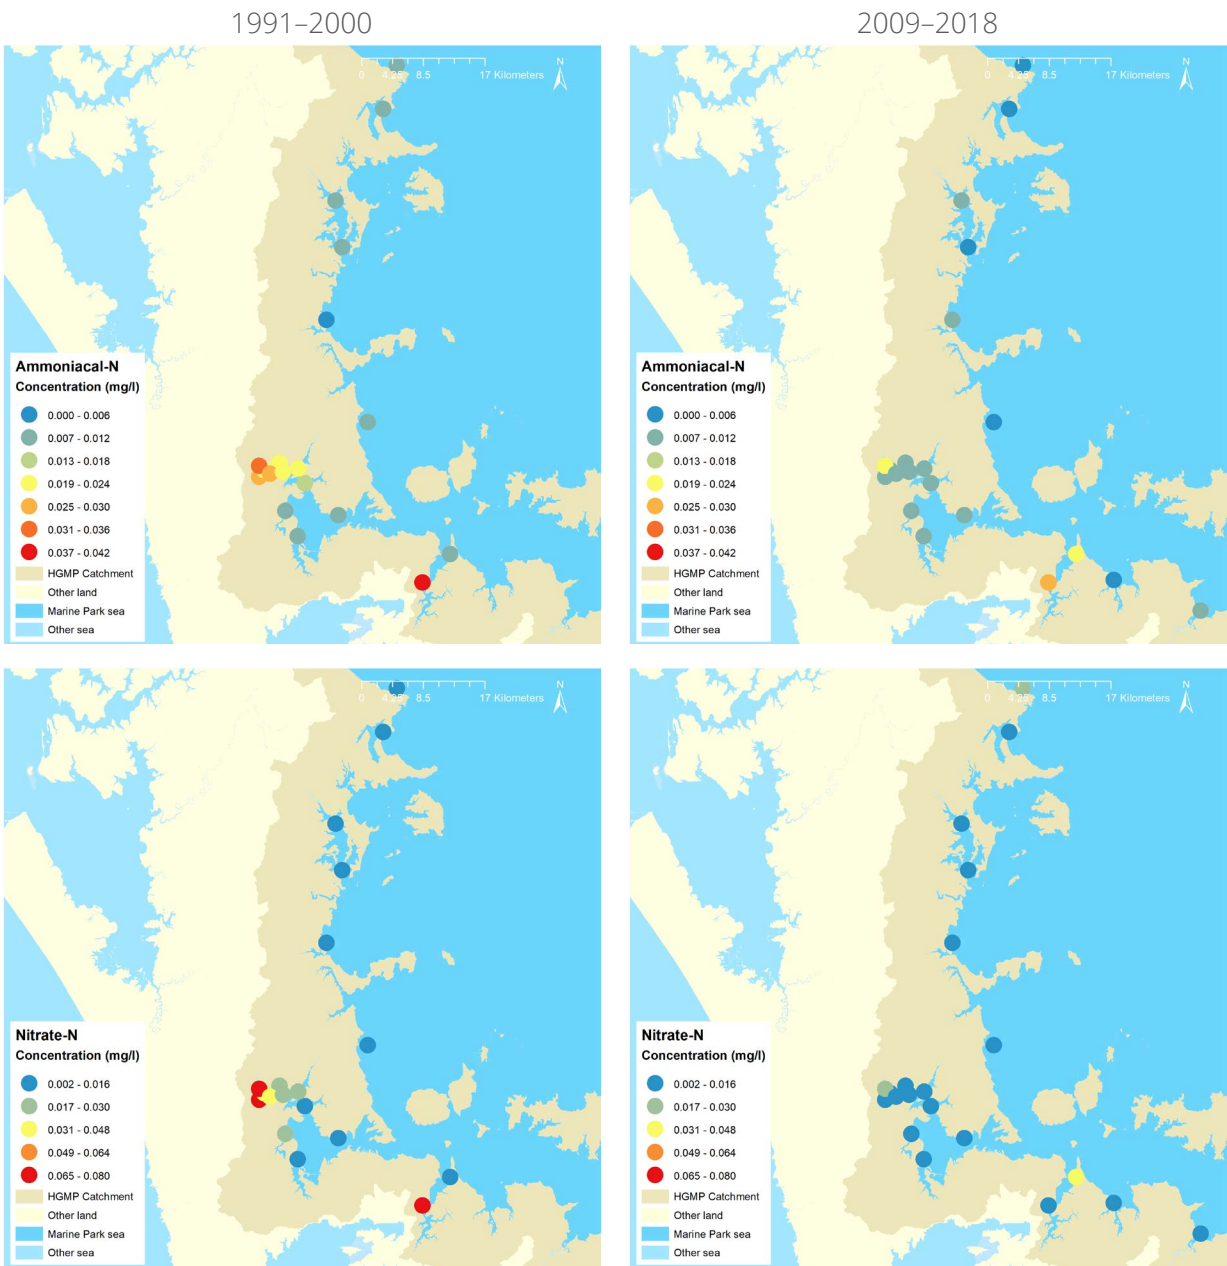 1991–2000
2009–2018
N
0 4.25 8.5 17 Kilometers
Ammoniacal-N
Concentration (mg/l)
0.000 - 0.006
0.007 - 0.012
0.013 - 0.018
0.019 - 0.024
0.025 - 0.030
0.031 - 0.036
0.037 - 0.042
HGMP Catchment
Other land
Marine Park sea
Other sea
N
0 4.25 8.5 17 Kilometers
Ammoniacal-N
Concentration (mg/l)
0.000 - 0.006
0.007 - 0.012
0.013 - 0.018
0.019 - 0.024
0.025 - 0.030
0.031 - 0.036
0.037 - 0.042
HGMP Catchment
Other land
Marine Park sea
Other sea
N
0 4.25 8.5 17 Kilometers
Nitrate-N
Concentration (mg/l)
0.002 - 0.016
0.017 - 0.030
0.031 - 0.048
0.049 - 0.064
0.065 - 0.080
HGMP Catchment
Other land
Marine Park sea
Other sea
N
0 4.25 8.5 17 Kilometers
Nitrate-N
Concentration (mg/l)
0.002 - 0.016
0.017 - 0.030
0.031 - 0.048
0.049 - 0.064
0.065 - 0.080
HGMP Catchment
Other land
Marine Park sea
Other sea